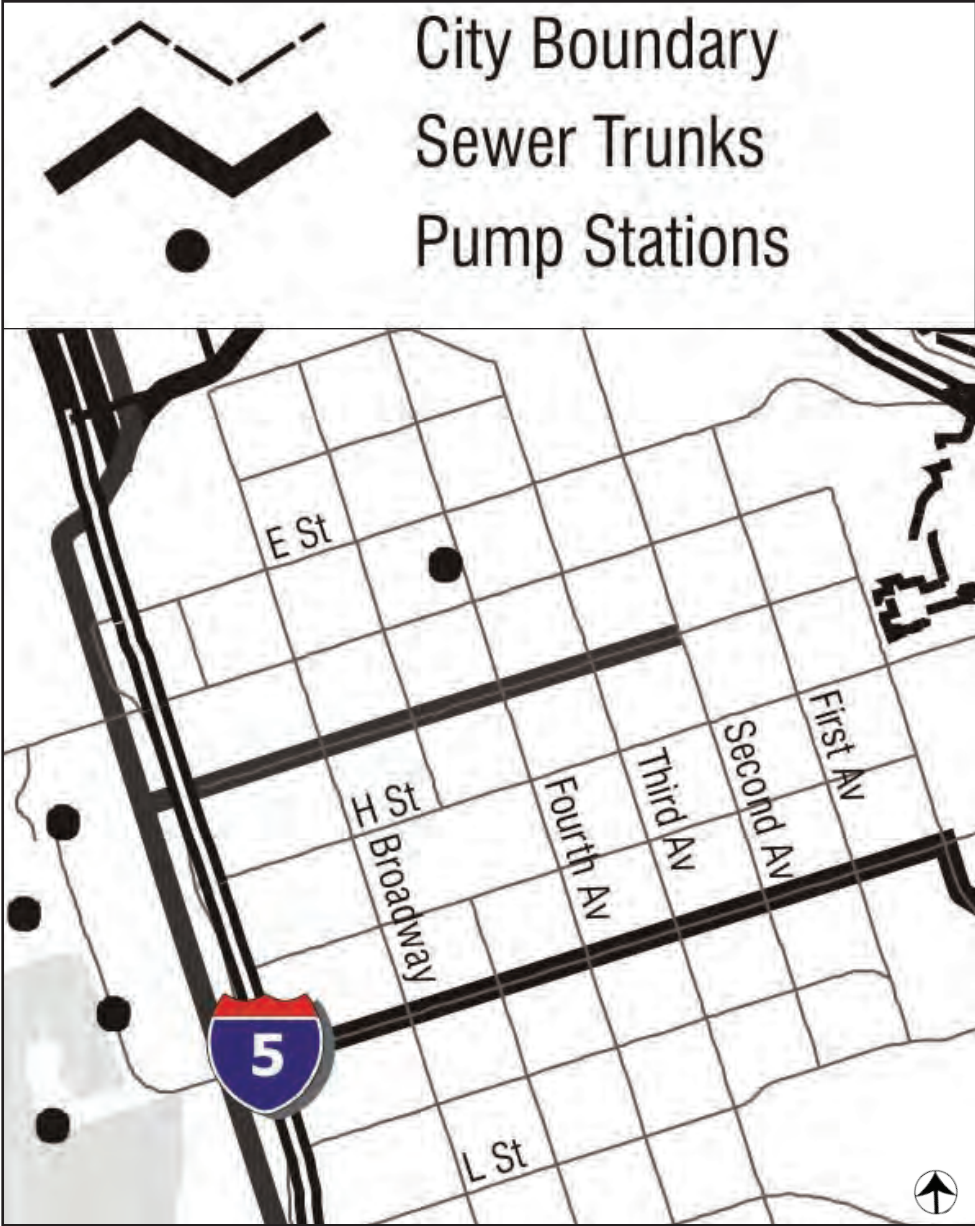 City Boundary
Sewer Trunks
Pump Stations
E St
First Av
Second Av
Third Av
H St
Fourth Av
Broadway
5
L St